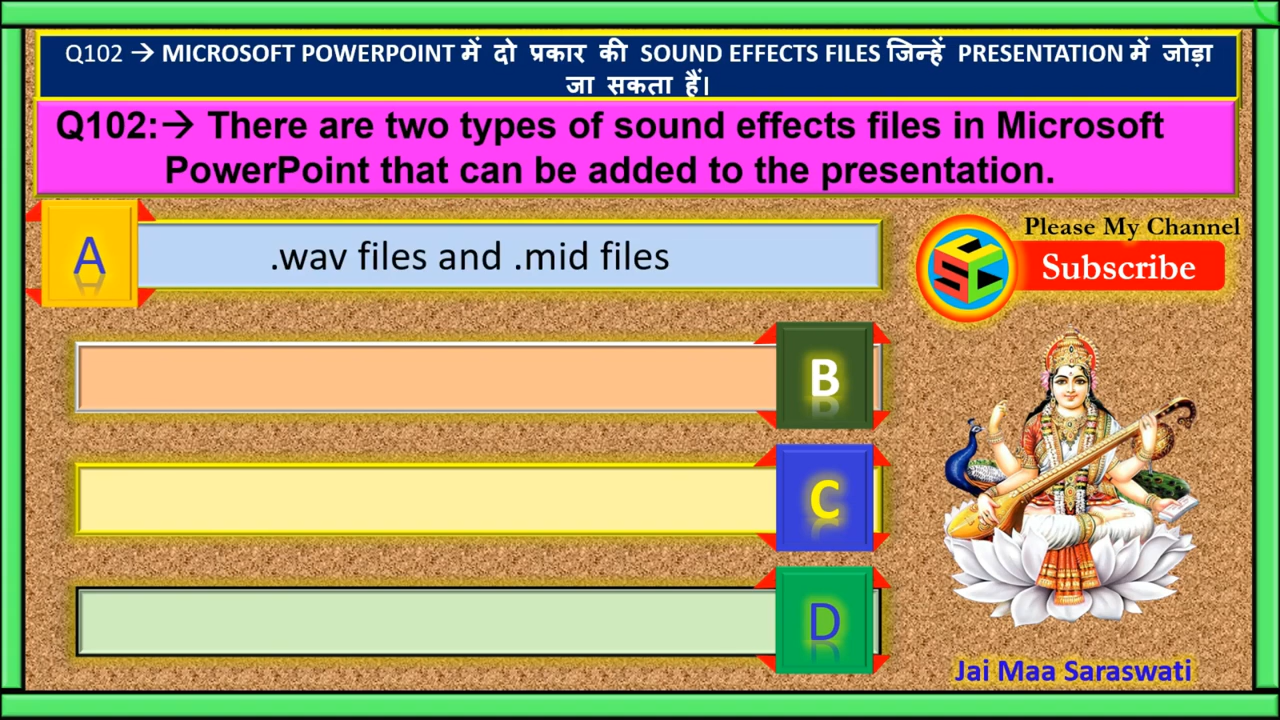 Q102 → MICROSOFT POWERPOINT में दो प्रकार की SOUND EFFECTS FILES जिन्हें PRESENTATION में जोड़ा
जा सकता हैं।
Q102:→ There are two types of sound effects files in Microsoft
PowerPoint that can be added to the presentation.
A
.wav files and .mid files
Please My Channel
Subscribe
B
C
D
Jai Maa Saraswati